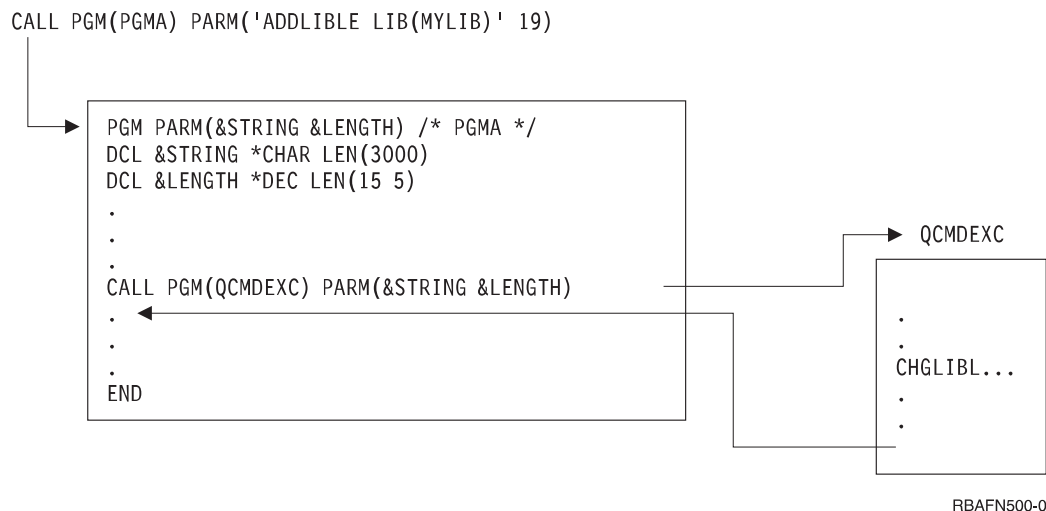 CALL PGM(PGMA) PARM('ADDLIBLE LIB(MYLIB)' 19)
PGM PARM(&STRING &LENGTH) /* PGMA */
DCL &STRING *CHAR LEN(3000)
DCL &LENGTH *DEC LEN(15 5)
.
.
.
CALL PGM(QCMDEXC) PARM(&STRING &LENGTH)
.
.
.
END
QCMDEXC
.
.
CHGLIBL...
.
.
RBAFN500-0